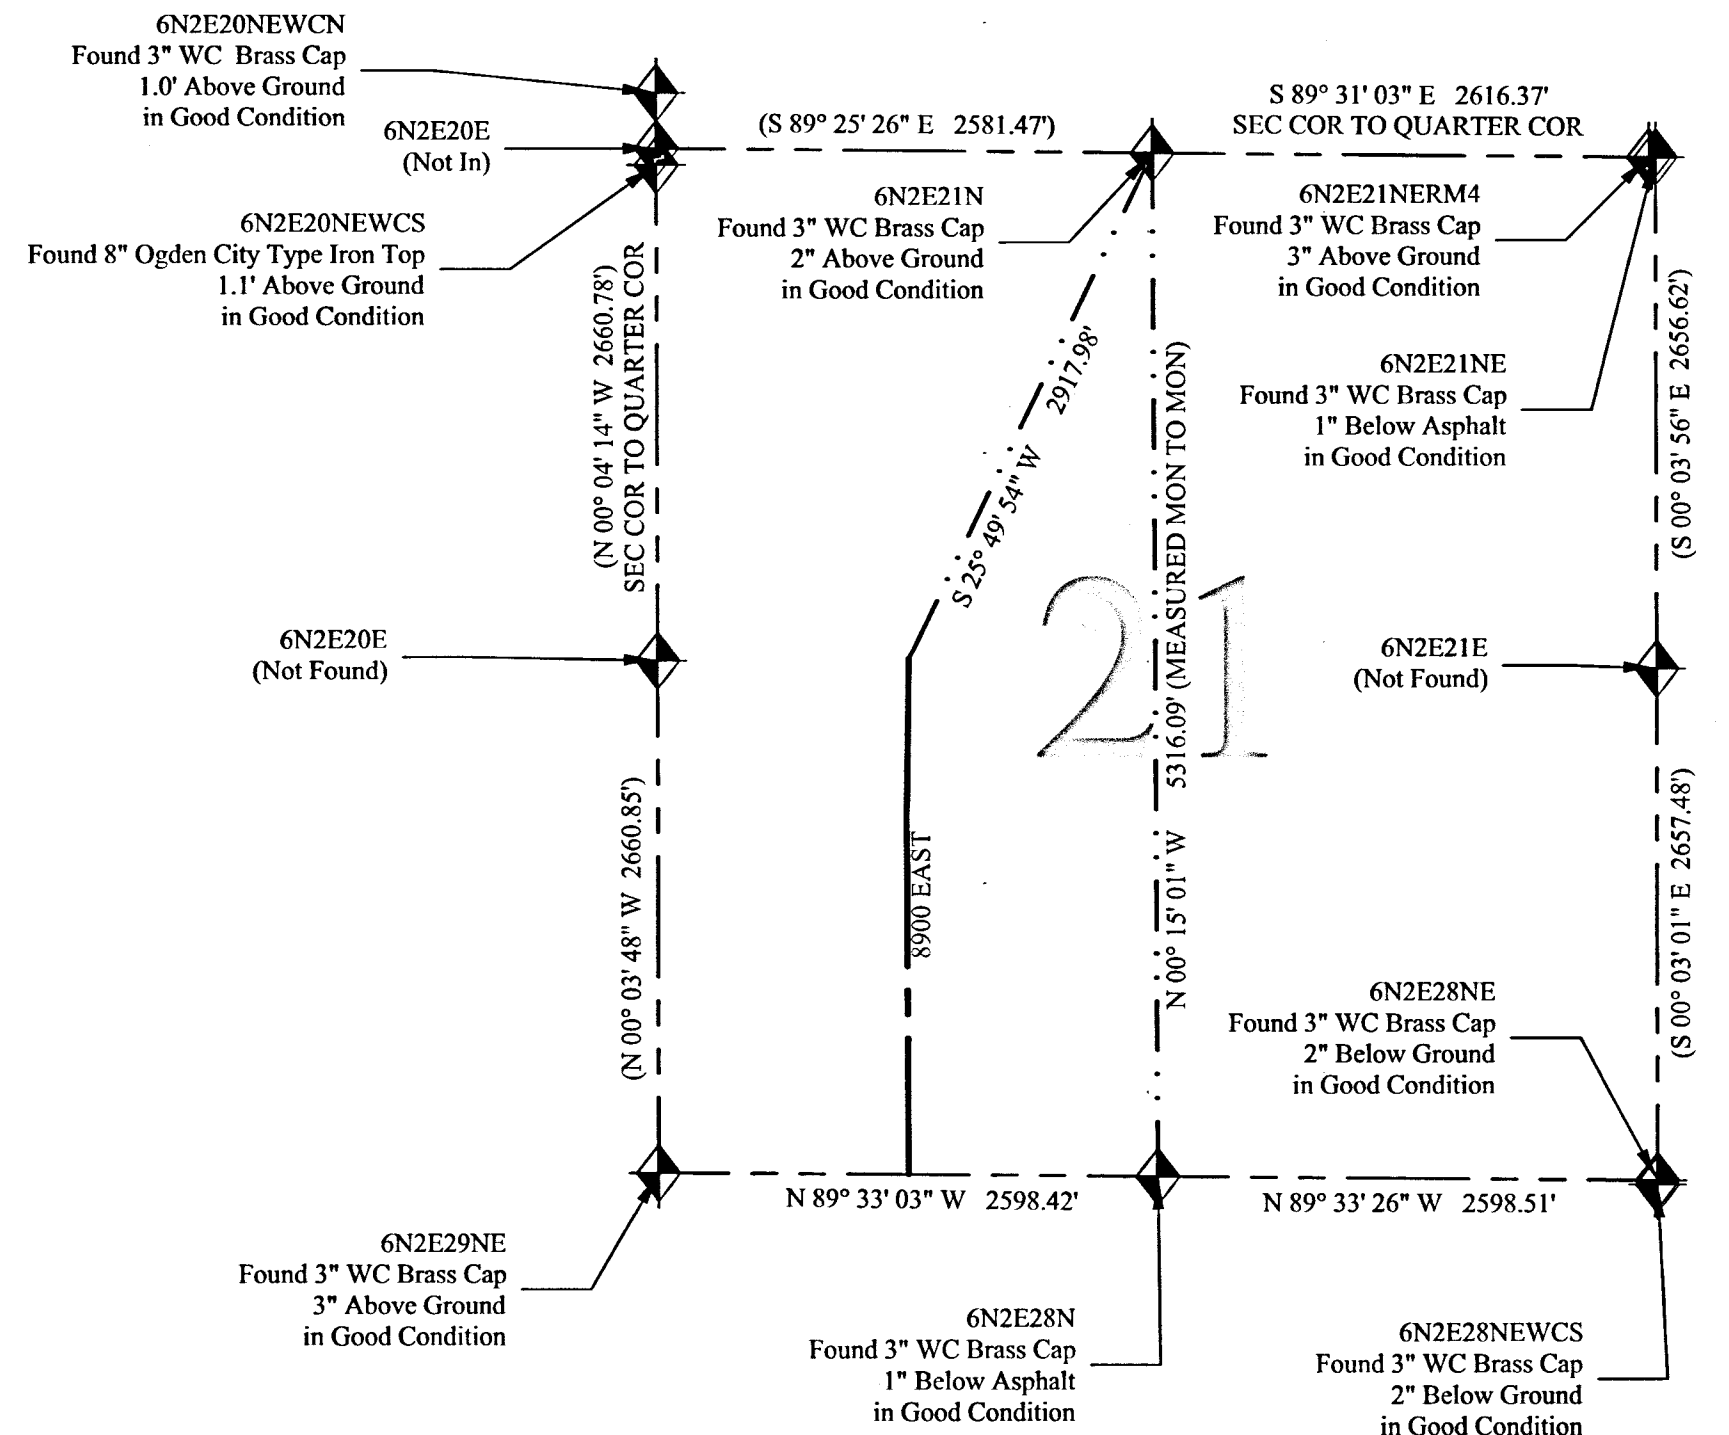 6N2E20NEWCN
Found 3" WC Brass Cap
1.0' Above Ground
in Good Condition
6N2E20E
(Not In)
6N2E20NEWCS
Found 8" Ogden City Type Iron Top
1.1' Above Ground
in Good Condition
(S 89° 25' 26" E 2581.47')
S 89° 31' 03" E 2616.37'
SEC COR TO QUARTER COR
6N2E21N
Found 3" WC Brass Cap
2" Above Ground
in Good Condition
6N2E21NERM4
Found 3" WC Brass Cap
3" Above Ground
in Good Condition
6N2E21NE
Found 3" WC Brass Cap
1" Below Asphalt
in Good Condition
(N 00° 04' 14" W 2660.78')
SEC COR TO QUARTER COR
S 25° 49' 54" W 2917.98'
N 00° 15' 01" W 5316.09' (MEASURED MON TO MON)
(S 00° 03' 56" E 2656.62')
21
6N2E20E
(Not Found)
6N2E21E
(Not Found)
(N 00° 03' 48" W 2660.85')
8900 EAST
(S 00° 03' 01" E 2657.48')
6N2E28NE
Found 3" WC Brass Cap
2" Below Ground
in Good Condition
N 89° 33' 03" W 2598.42'
N 89° 33' 26" W 2598.51'
6N2E29NE
Found 3" WC Brass Cap
3" Above Ground
in Good Condition
6N2E28N
Found 3" WC Brass Cap
1" Below Asphalt
in Good Condition
6N2E28NEWCS
Found 3" WC Brass Cap
2" Below Ground
in Good Condition